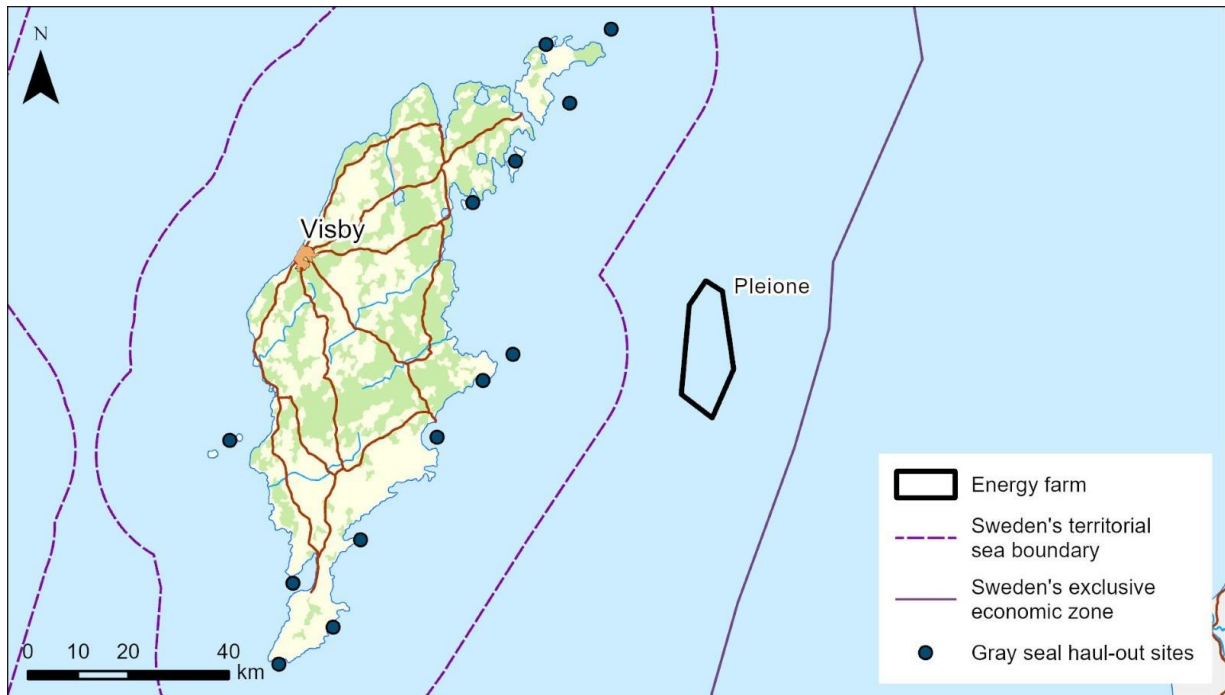 N
Visby
Pleione
Energy farm
Sweden's territorial
sea boundary
Sweden's exclusive
economic zone
Gray seal haul-out sites
0 10 20 40
km